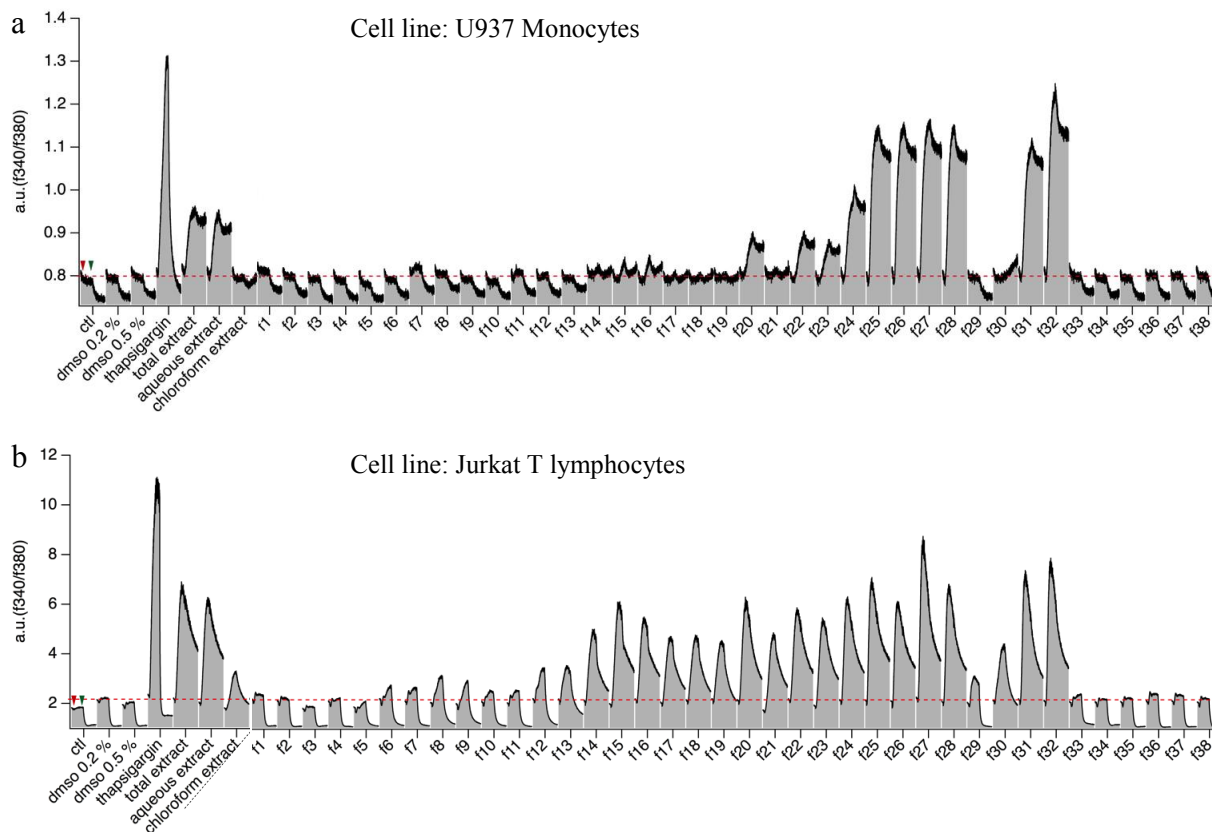 a
Cell line: U937 Monocytes
a.u.(f340/f380)
1.4
1.3
1.2
1.1
1.0
0.9
0.8
ctl
dmso 0.2 %
dmso 0.5 %
thapsigargin
total extract
aqueous extract
chloroform extract
f1
f2
f3
f4
f5
f6
f7
f8
f9
f10
f11
f12
f13
f14
f15
f16
f17
f18
f19
f20
f21
f22
f23
f24
f25
f26
f27
f28
f29
f30
f31
f32
f33
f34
f35
f36
f37
f38
b
Cell line: Jurkat T lymphocytes
a.u.(f340/f380)
12
10
8
6
4
2
ctl
dmso 0.2 %
dmso 0.5 %
thapsigargin
total extract
aqueous extract
chloroform extract
f1
f2
f3
f4
f5
f6
f7
f8
f9
f10
f11
f12
f13
f14
f15
f16
f17
f18
f19
f20
f21
f22
f23
f24
f25
f26
f27
f28
f29
f30
f31
f32
f33
f34
f35
f36
f37
f38